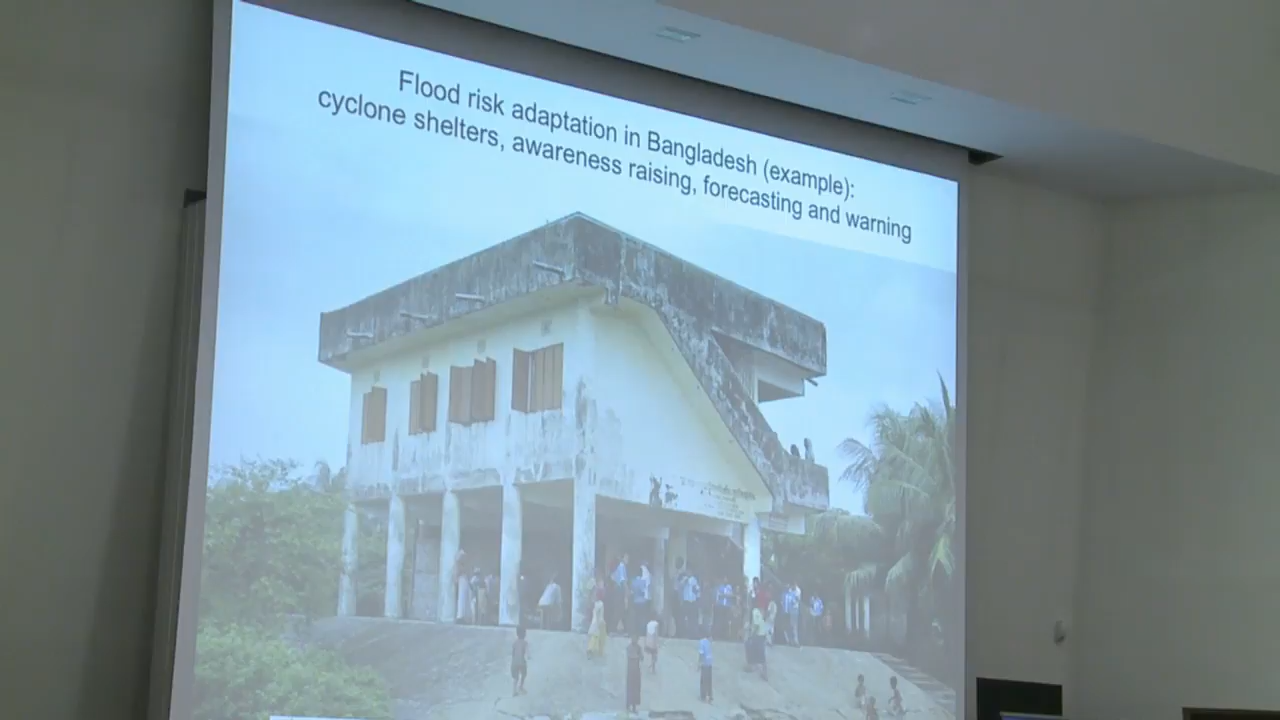 Flood risk adaptation in Bangladesh (example):
cyclone shelters, awareness raising, forecasting and warning